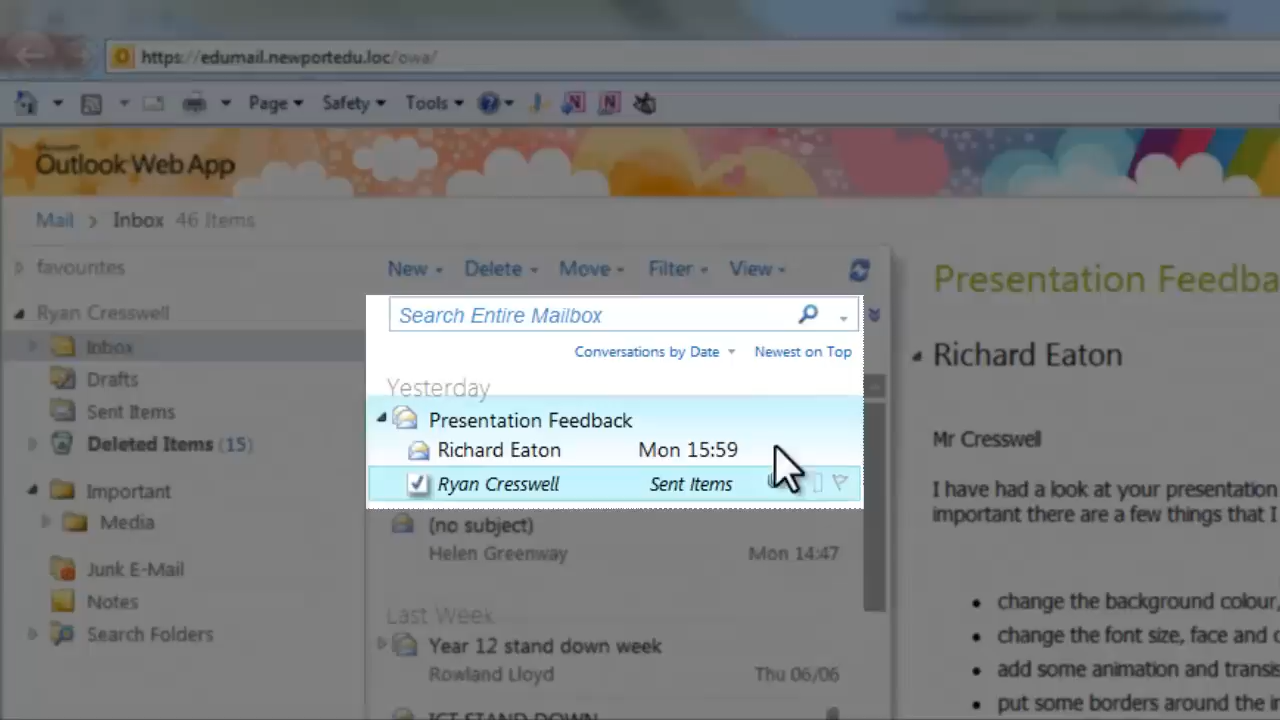 https://edumail.newportedu.loc/owa/
Page Safety Tools
Outlook Web App
Mail > Inbox 46 Items
favourites
Ryan Cresswell
Inbox
Drafts
Sent Items
Deleted Items (15)
Important
Media
Junk E-Mail
Notes
Search Folders
New Delete Move Filter View
Search Entire Mailbox
Conversations by Date Newest on Top
Yesterday
Presentation Feedback
Richard Eaton Mon 15:59
Ryan Cresswell Sent Items
(no subject)
Helen Greenway Mon 14:47
Last Week
Year 12 stand down week
Rowland Lloyd Thu 06/06
ICT STAND DOWN
Presentation Feedba
Richard Eaton
Mr Cresswell
I have had a look at your presentation
important there are a few things that I
• change the background colour,
• change the font size, face and c
• add some animation and transis
• put some borders around the i